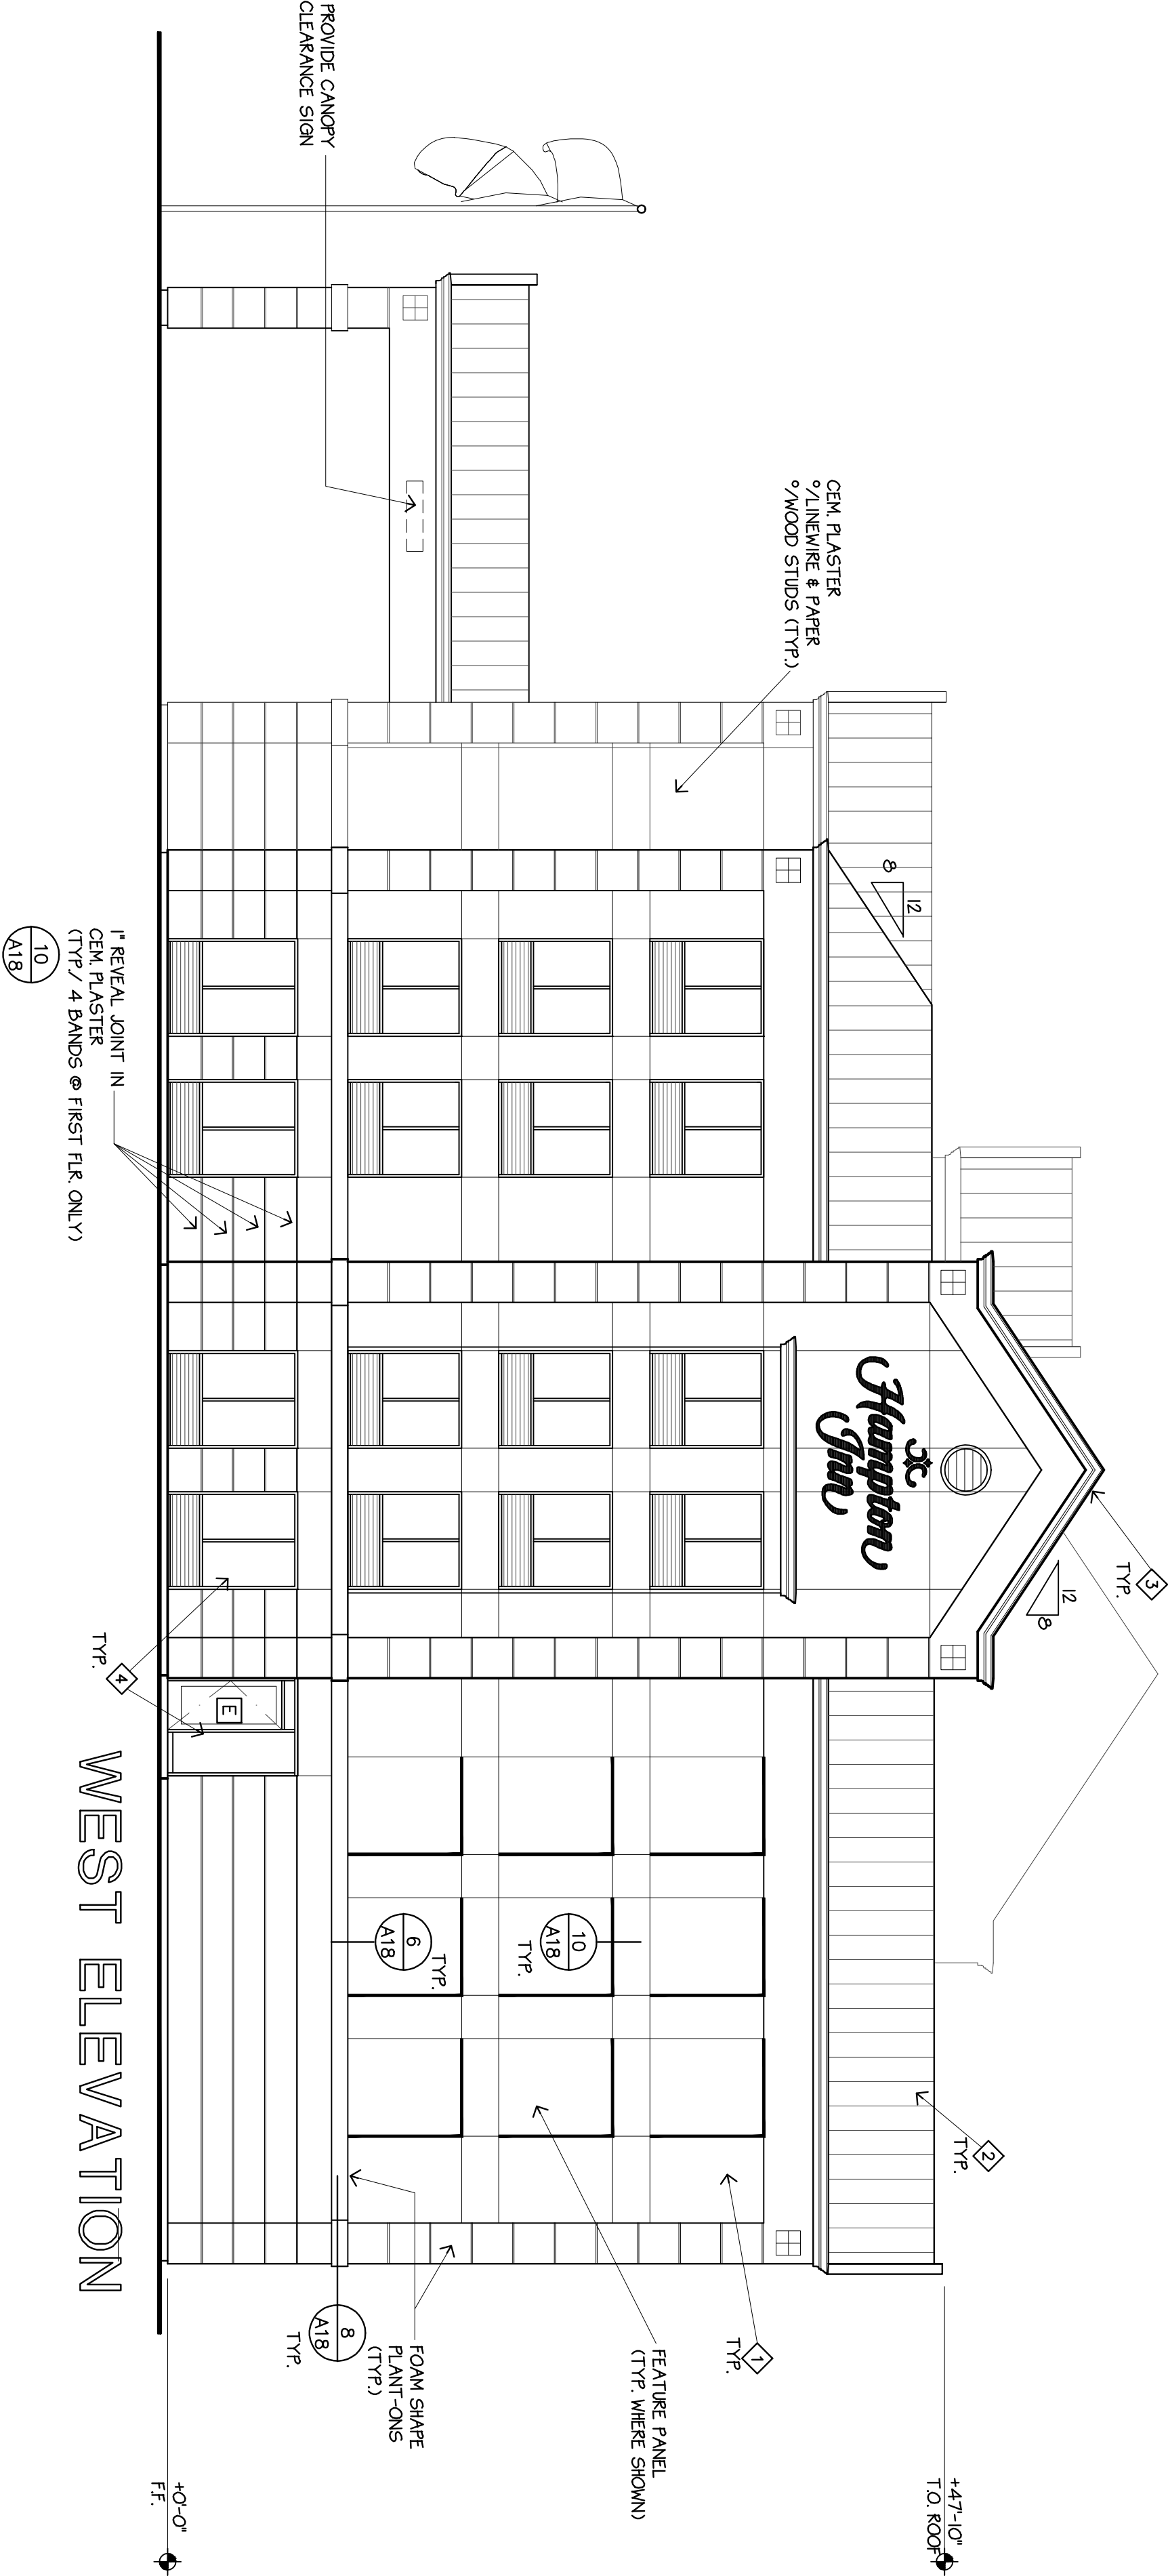 PROVIDE CANOPY
CLEARANCE SIGN
CEM. PLASTER
O/LINEWIRE & PAPER
O/WOOD STUDS (TYP.)
8
12
Hampton
Inn
3
TYP.
12
8
2
TYP.
+47'-10"
T.O. ROOF
1
TYP.
FEATURE PANEL
(TYP. WHERE SHOWN)
10
A18
TYP.
6
A18
TYP.
FOAM SHAPE
PLANT-ONS
(TYP.)
8
A18
TYP.
1" REVEAL JOINT IN
CEM. PLASTER
(TYP./ 4 BANDS @ FIRST FLR. ONLY)
10
A18
4
TYP.
E
+0'-0"
F.F.
WEST ELEVATION